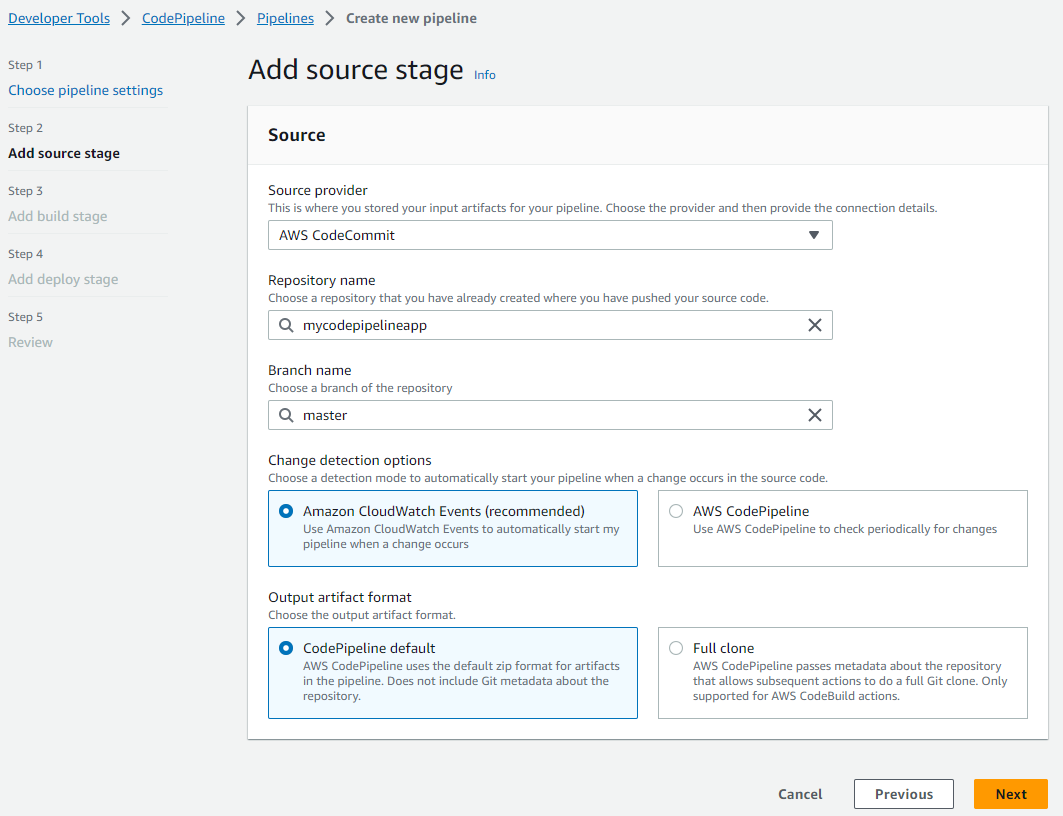 Developer Tools > CodePipeline > Pipelines > Create new pipeline
Step 1
Choose pipeline settings
Step 2
Add source stage
Step 3
Add build stage
Step 4
Add deploy stage
Step 5
Review
Add source stage Info
Source
Source provider
This is where you stored your input artifacts for your pipeline. Choose the provider and then provide the connection details.
AWS CodeCommit
Repository name
Choose a repository that you have already created where you have pushed your source code.
mycodepipelineapp
Branch name
Choose a branch of the repository
master
Change detection options
Choose a detection mode to automatically start your pipeline when a change occurs in the source code.
Amazon CloudWatch Events (recommended)
Use Amazon CloudWatch Events to automatically start my
pipeline when a change occurs
AWS CodePipeline
Use AWS CodePipeline to check periodically for changes
Output artifact format
Choose the output artifact format.
CodePipeline default
AWS CodePipeline uses the default zip format for artifacts
in the pipeline. Does not include Git metadata about the
repository.
Full clone
AWS CodePipeline passes metadata about the repository
that allows subsequent actions to do a full Git clone. Only
supported for AWS CodeBuild actions.
Cancel
Previous
Next